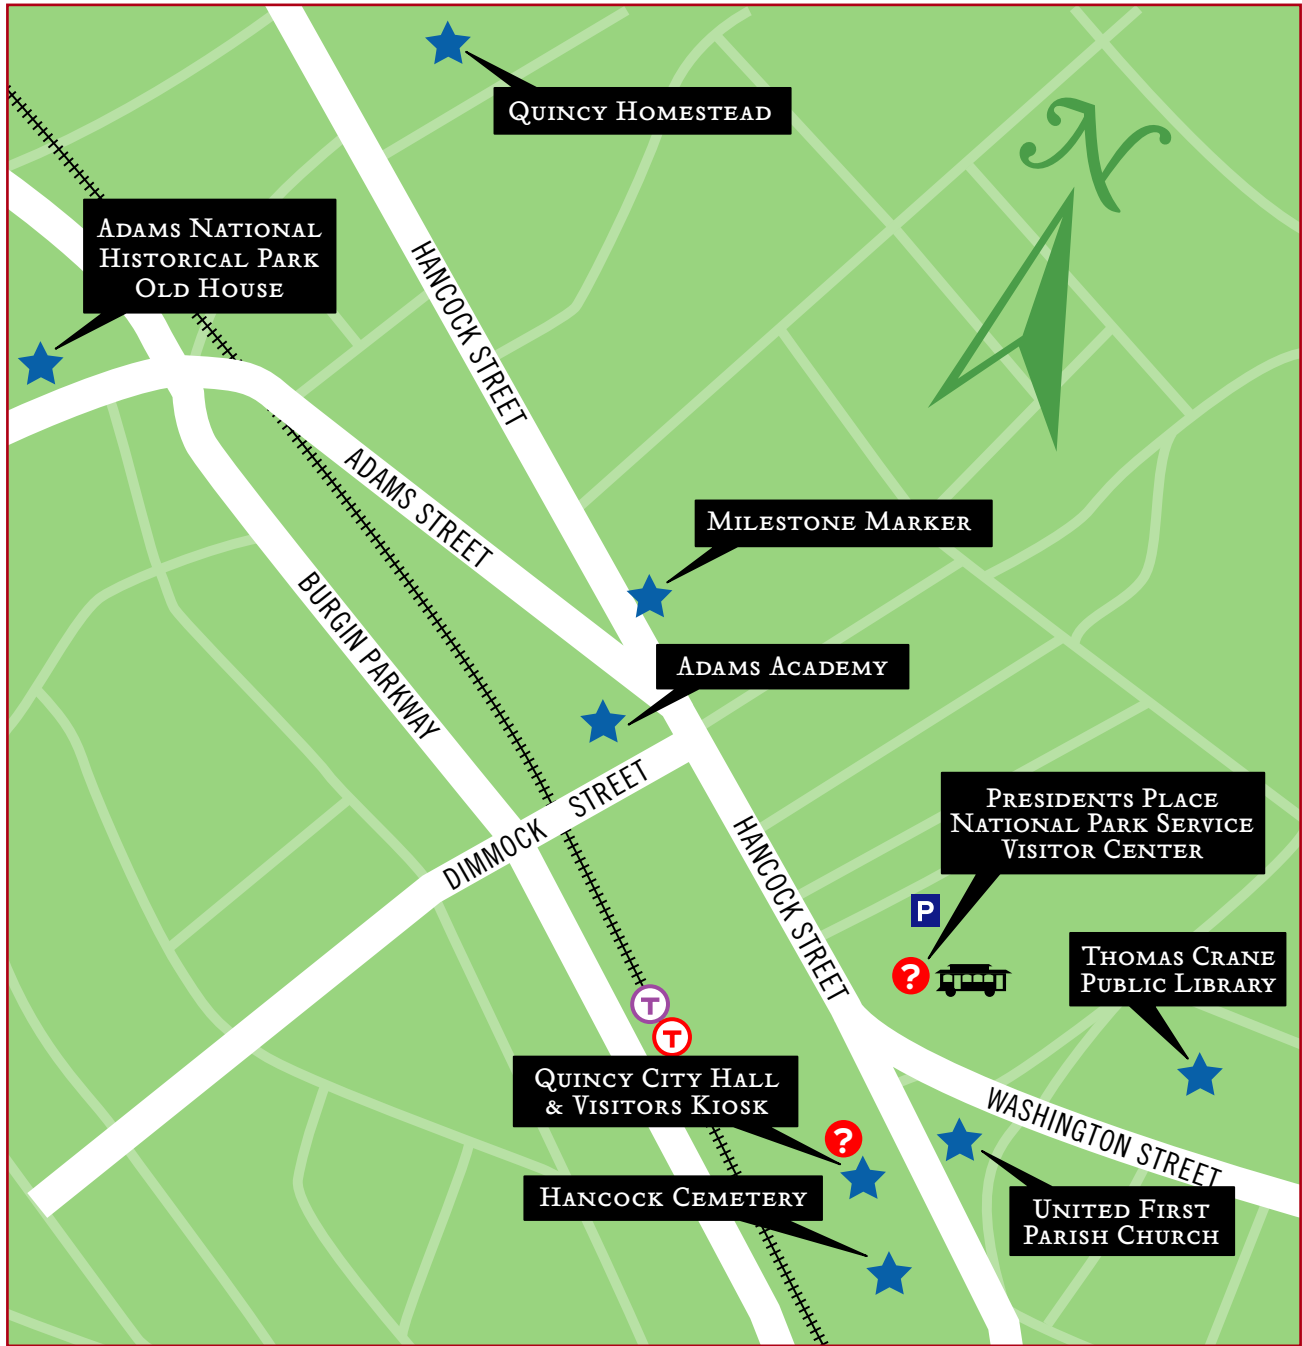 Quincy Homestead
N
Adams National
Historical Park
Old House
HANCOCK STREET
ADAMS STREET
Milestone Marker
BURGIN PARKWAY
Adams Academy
DIMMOCK STREET
Presidents Place
National Park Service
Visitor Center
HANCOCK STREET
P
?
Thomas Crane
Public Library
T
T
Quincy City Hall
& Visitors Kiosk
?
WASHINGTON STREET
Hancock Cemetery
United First
Parish Church